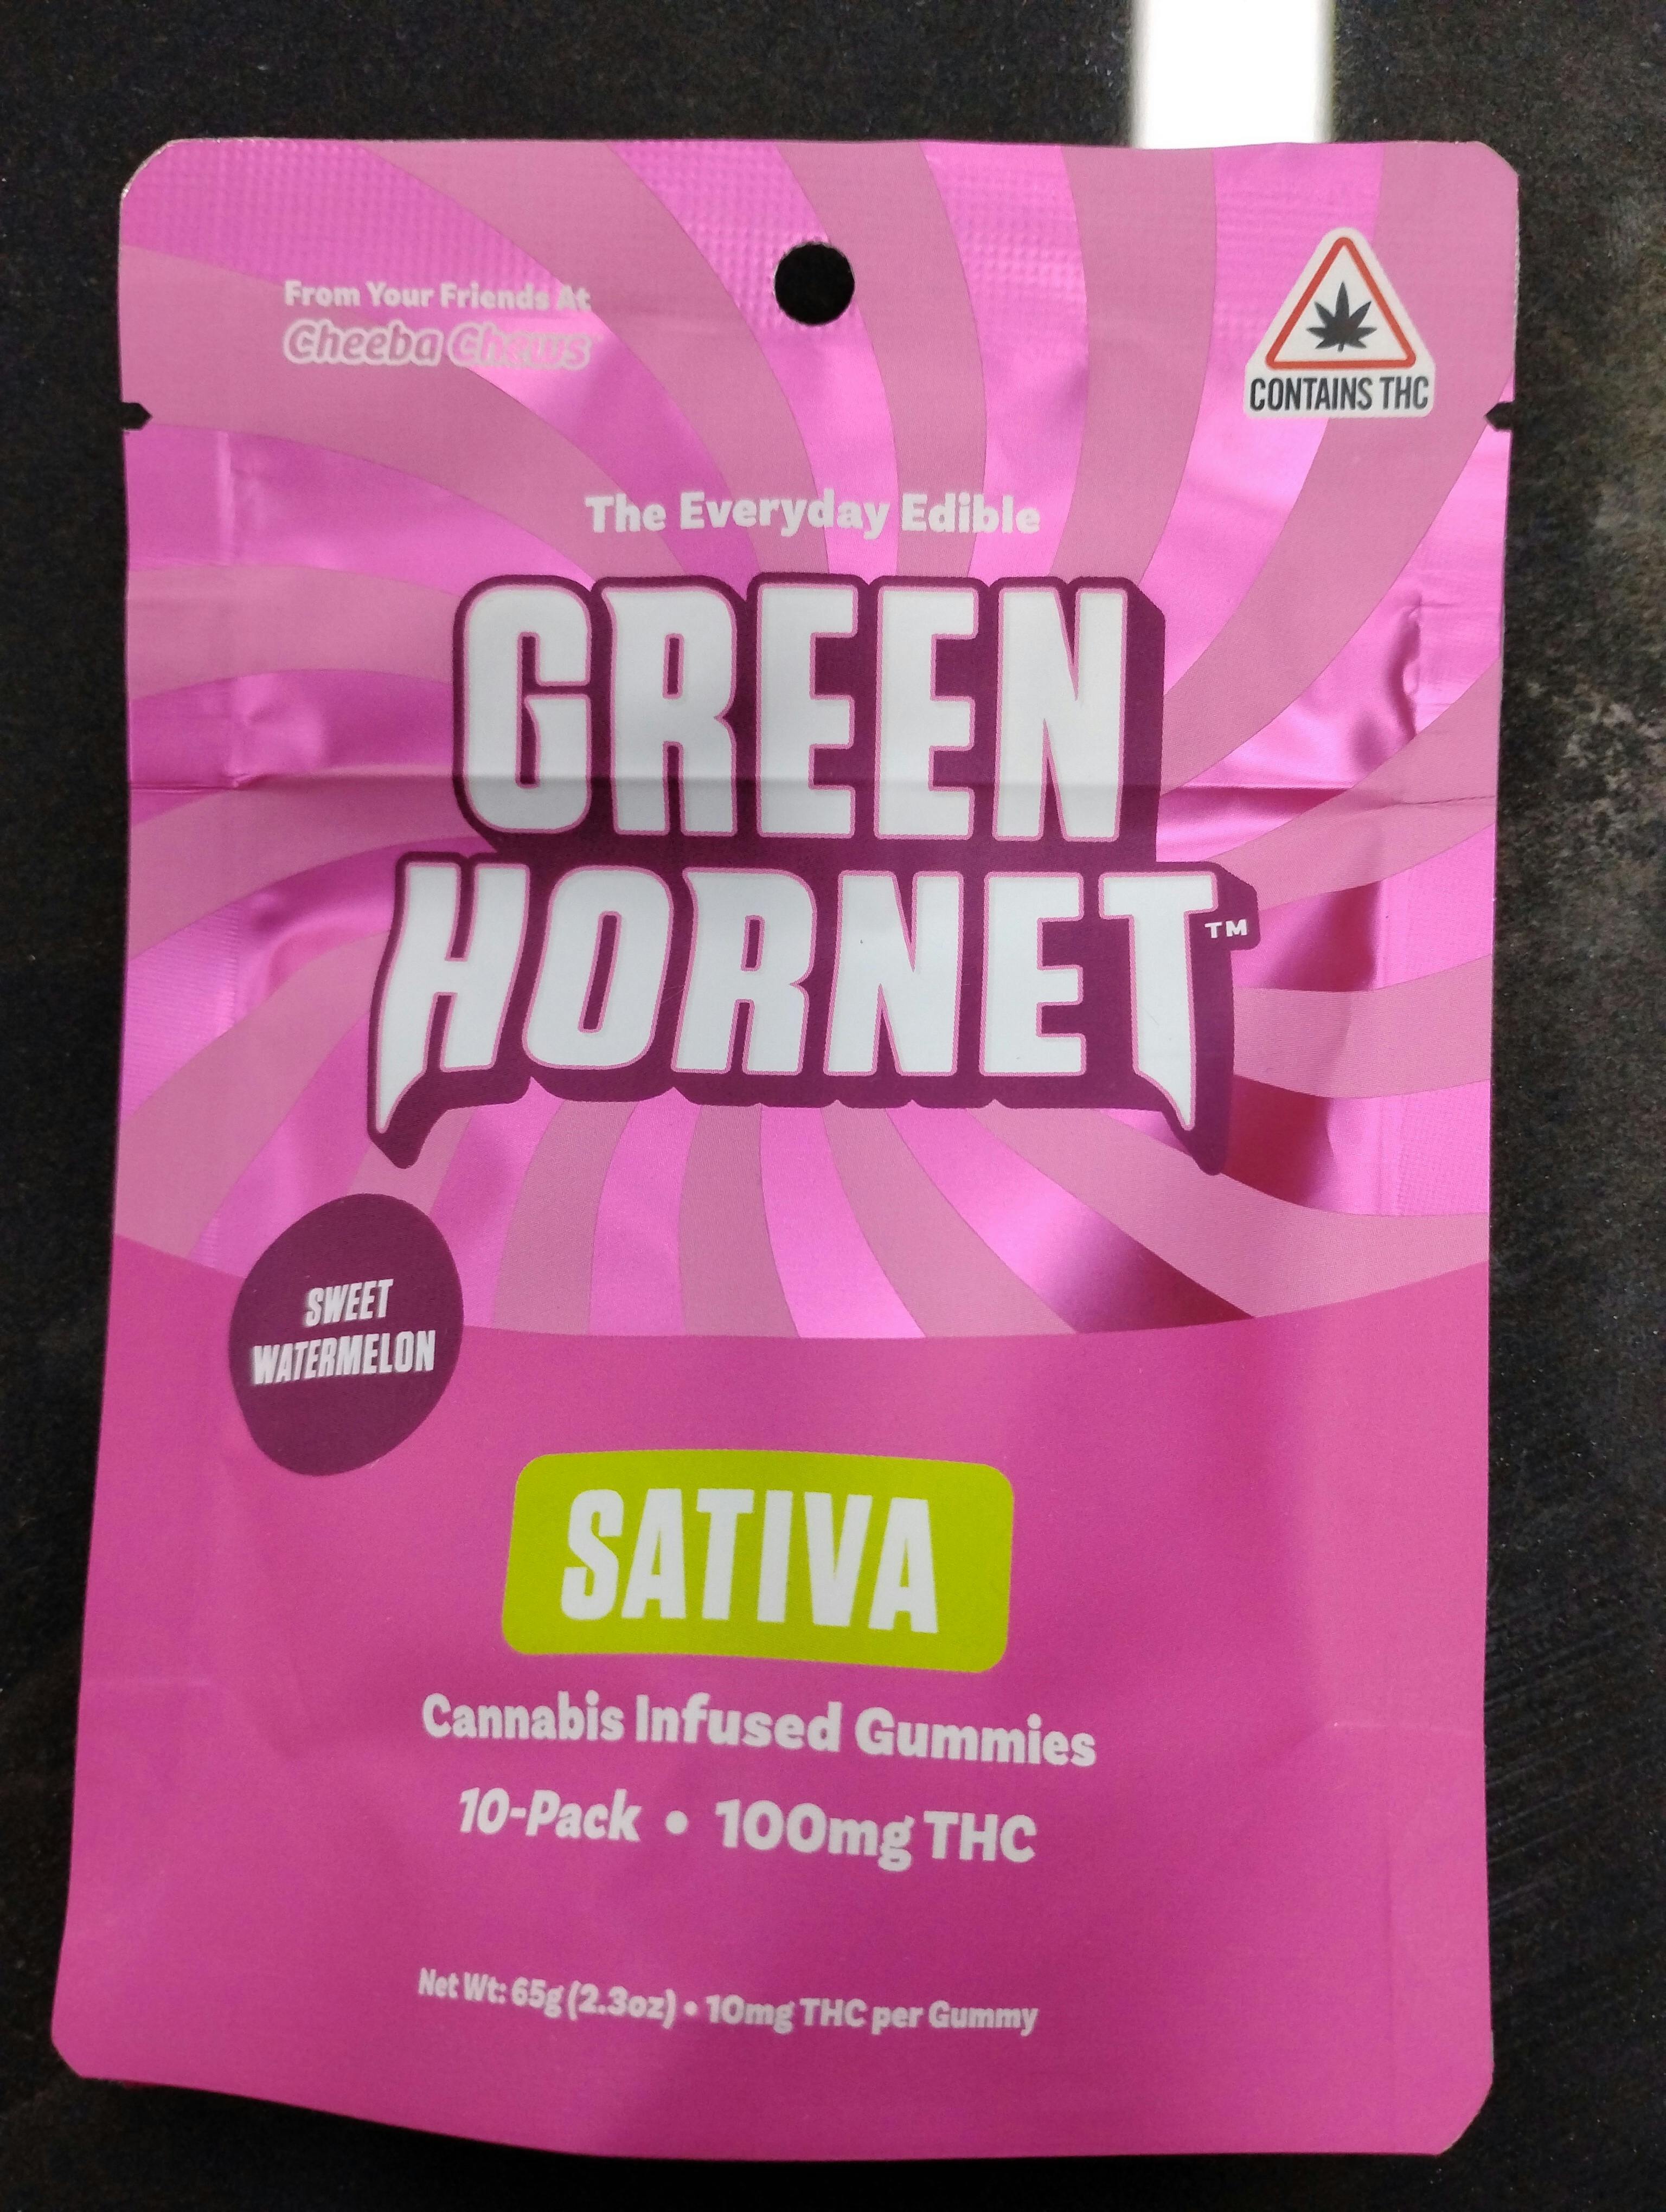 From Your Friends At
Cheeba Chews
CONTAINS THC
The Everyday Edible
GREEN
HORNET™
SWEET
WATERMELON
SATIVA
Cannabis Infused Gummies
10-Pack • 100mg THC
Net Wt: 65g (2.3oz) • 10mg THC per Gummy